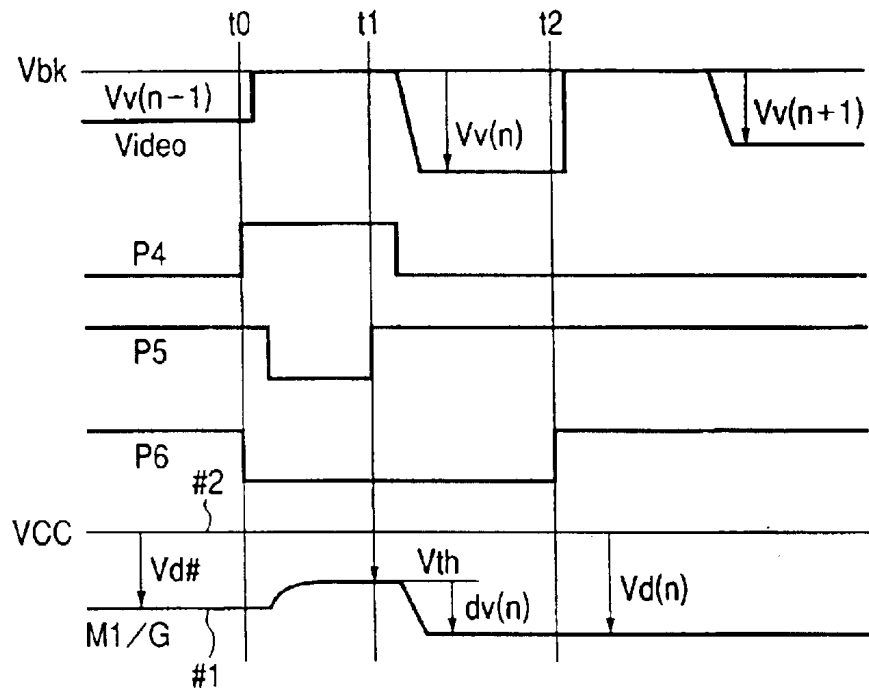 t0 t1 t2
Vbk
Vv(n−1)
Video
Vv(n)
Vv(n+1)
P4
P5
P6
#2
VCC
Vd#
Vth
dv(n)
Vd(n)
M1/G
#1